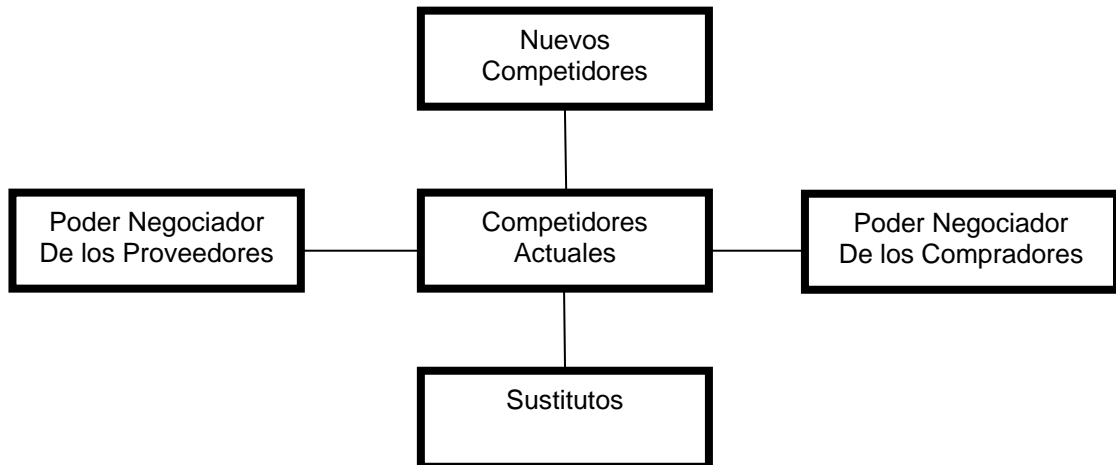 Nuevos
Competidores
Poder Negociador
De los Proveedores
Competidores
Actuales
Poder Negociador
De los Compradores
Sustitutos